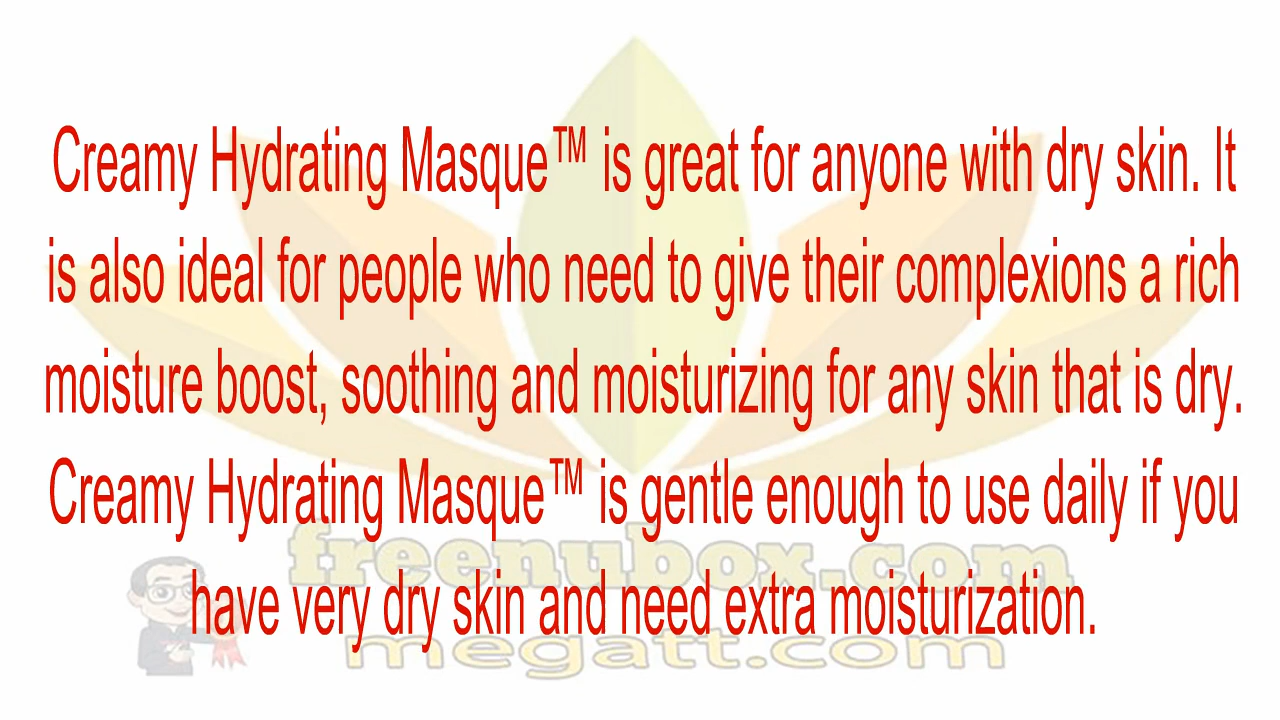 Creamy Hydrating Masque™ is great for anyone with dry skin. It
is also ideal for people who need to give their complexions a rich
moisture boost, soothing and moisturizing for any skin that is dry.
Creamy Hydrating Masque™ is gentle enough to use daily if you
freenubox.com
have very dry skin and need extra moisturization.
megatt.com